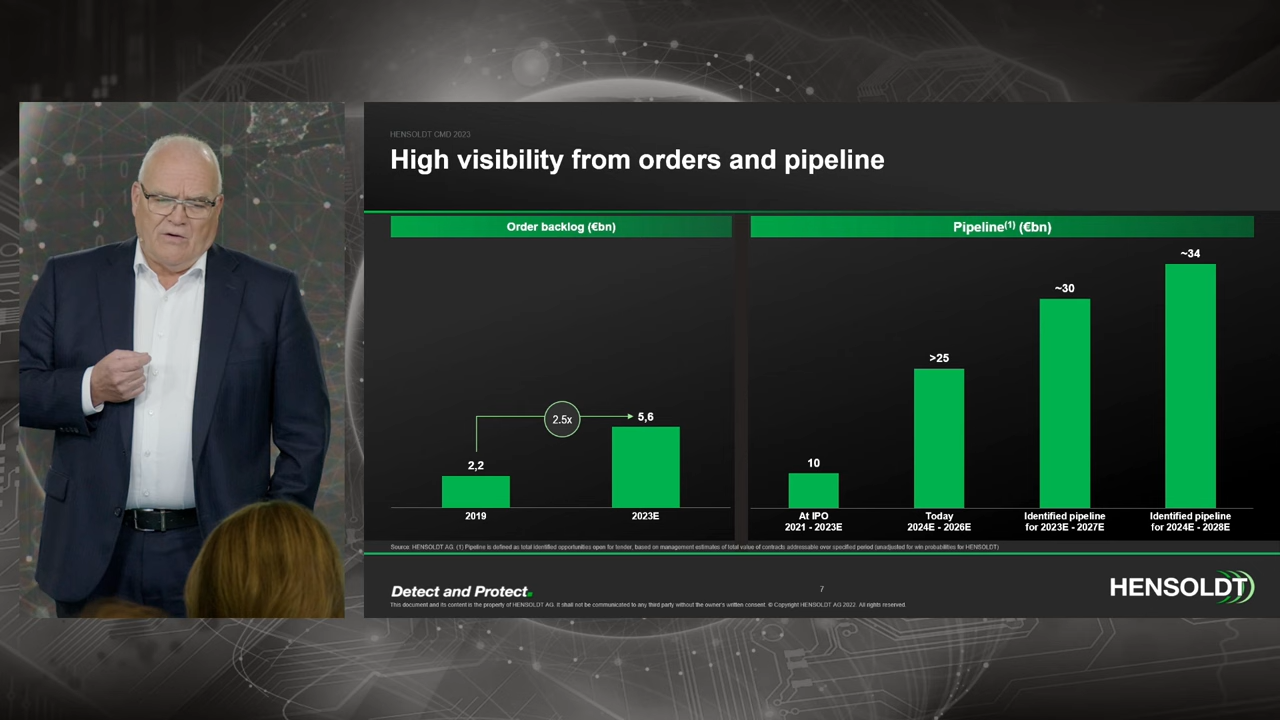 HENSOLDT CMD 2023
High visibility from orders and pipeline
Order backlog (€bn)
2,2
2.5x
5,6
2019
2023E
Pipeline(1) (€bn)
10
>25
~30
~34
At IPO
2021 - 2023E
Today
2024E - 2026E
Identified pipeline
for 2023E - 2027E
Identified pipeline
for 2024E - 2028E
Source: HENSOLDT AG. (1) Pipeline is defined as total identified opportunities open for tender, based on management estimates of total value of contracts addressable over specified period (unadjusted for win probabilities for HENSOLDT)
Detect and Protect.
7
This document and its content is the property of HENSOLDT AG. It shall not be communicated to any third party without the owner's written consent. © Copyright HENSOLDT AG 2022. All rights reserved.
HENSOLDT